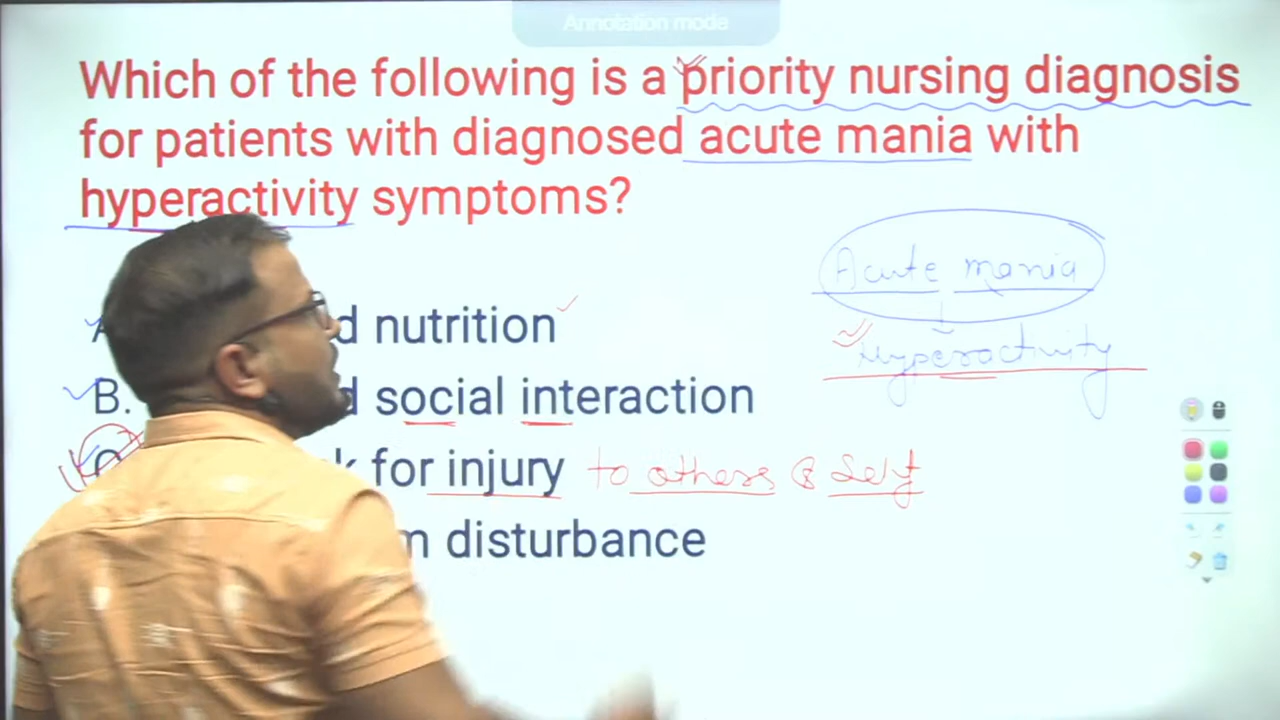 Annotation mode
Which of the following is a priority nursing diagnosis
for patients with diagnosed acute mania with
hyperactivity symptoms?
Acute mania
d nutrition
Hyperactivity
B. d social interaction
for injury to others & Self
disturbance